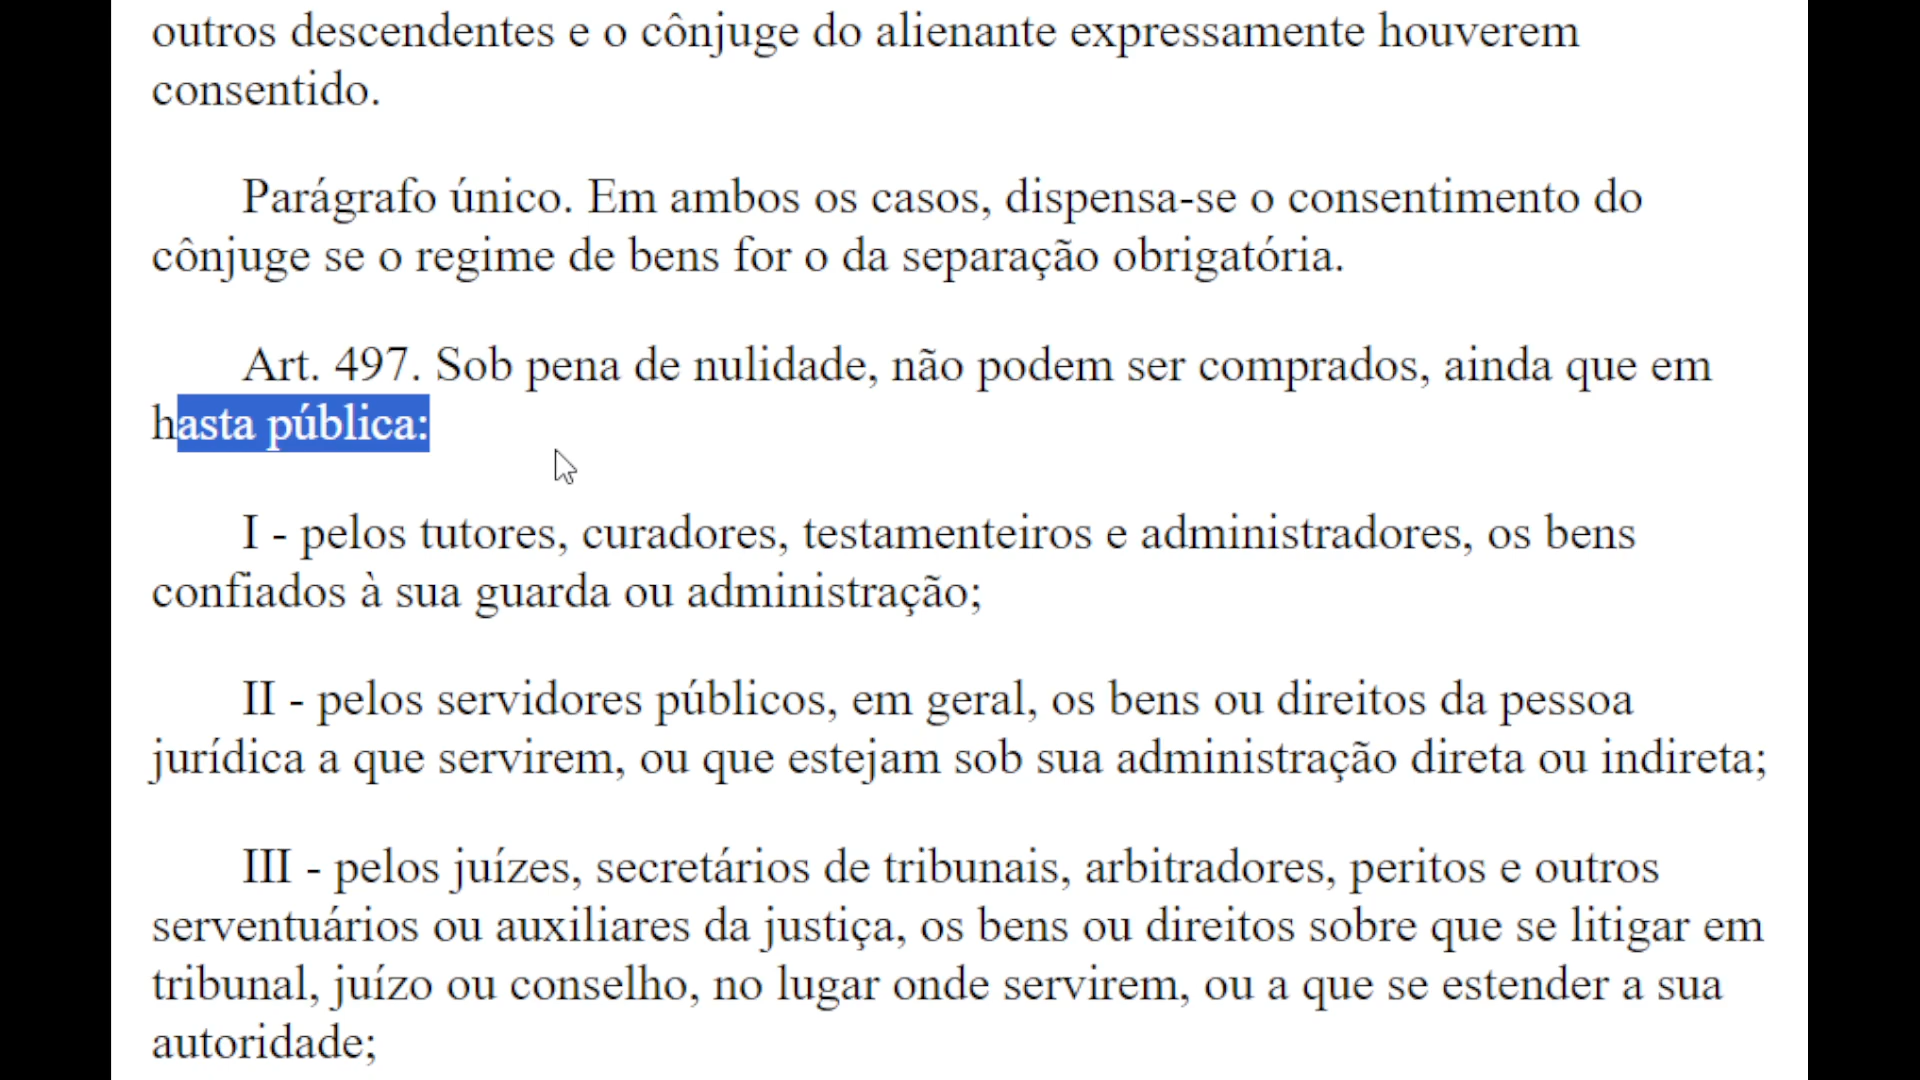 outros descendentes e o cônjuge do alienante expressamente houverem
consentido.
Parágrafo único. Em ambos os casos, dispensa-se o consentimento do
cônjuge se o regime de bens for o da separação obrigatória.
Art. 497. Sob pena de nulidade, não podem ser comprados, ainda que em
hasta pública:
I - pelos tutores, curadores, testamenteiros e administradores, os bens
confiados à sua guarda ou administração;
II - pelos servidores públicos, em geral, os bens ou direitos da pessoa
jurídica a que servirem, ou que estejam sob sua administração direta ou indireta;
III - pelos juízes, secretários de tribunais, arbitradores, peritos e outros
serventuários ou auxiliares da justiça, os bens ou direitos sobre que se litigar em
tribunal, juízo ou conselho, no lugar onde servirem, ou a que se estender a sua
autoridade;